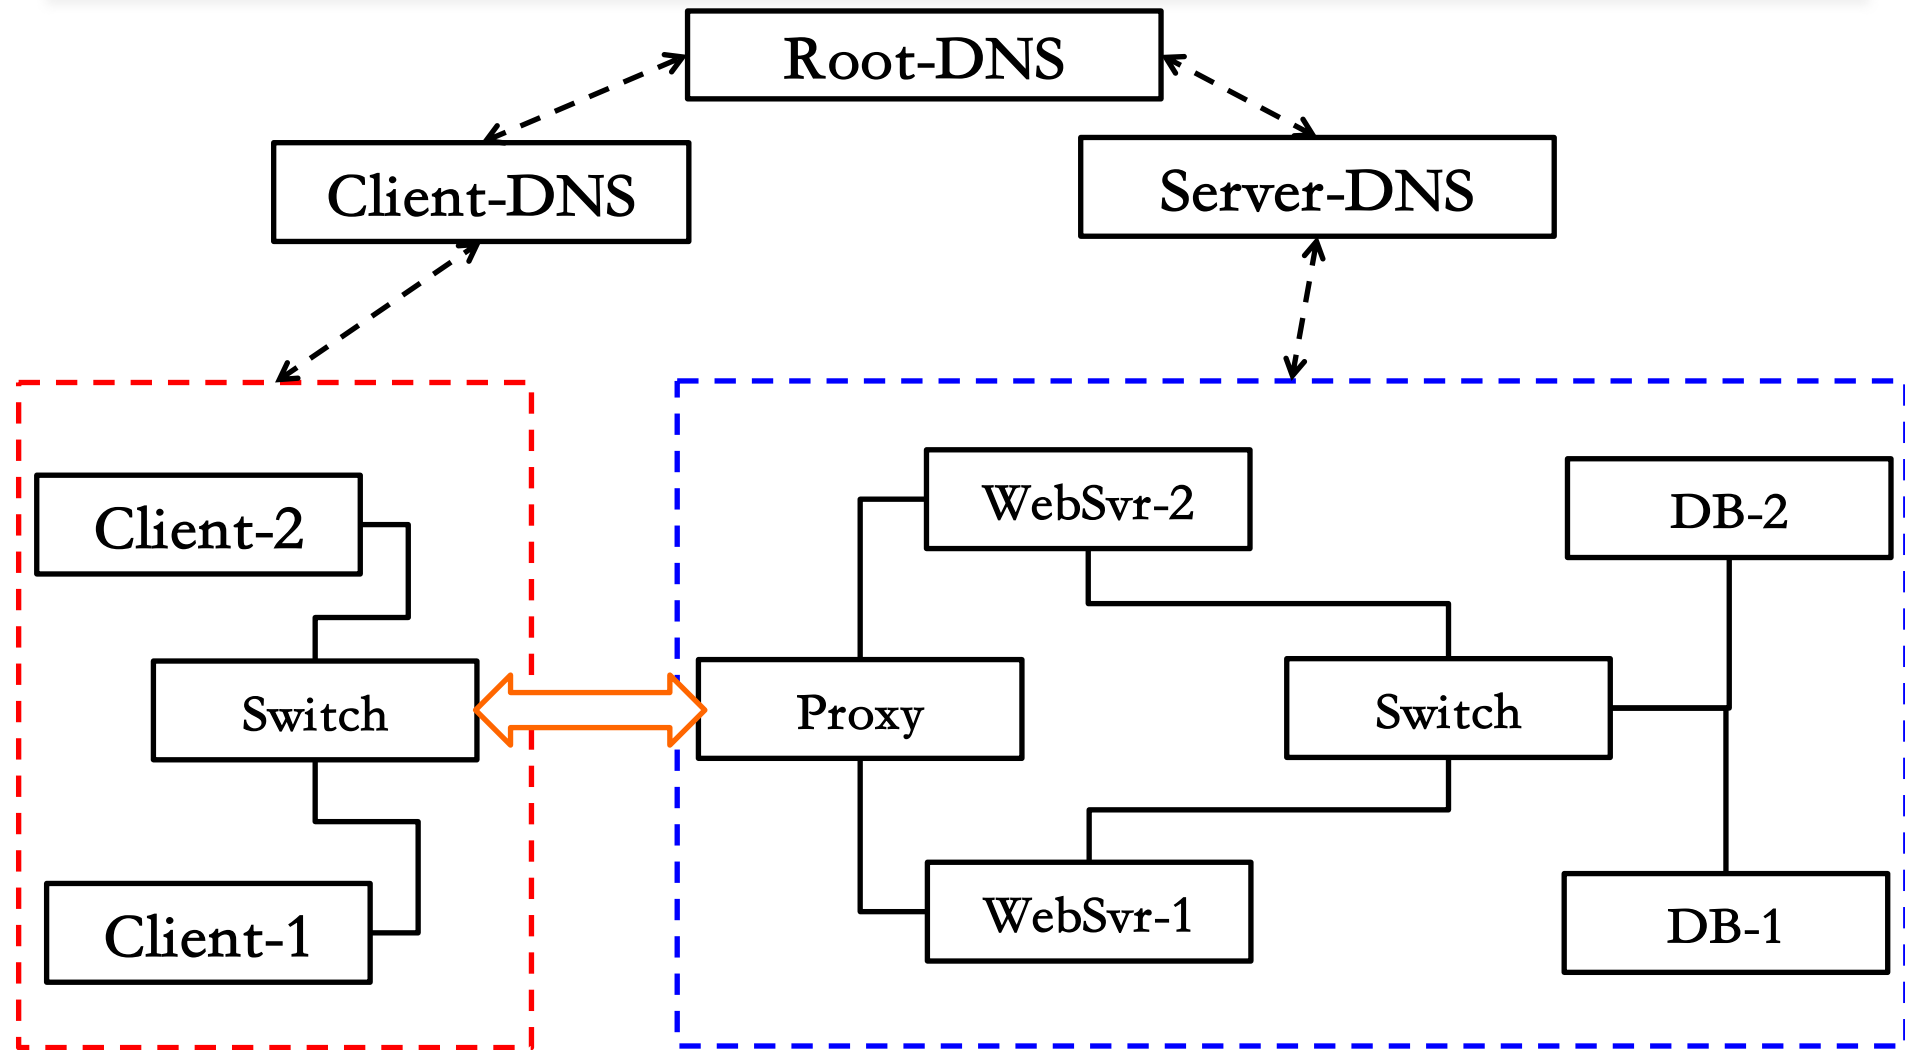 Root-DNS
Client-DNS
Server-DNS
Client-2
WebSvr-2
DB-2
Switch
Proxy
Switch
Client-1
WebSvr-1
DB-1